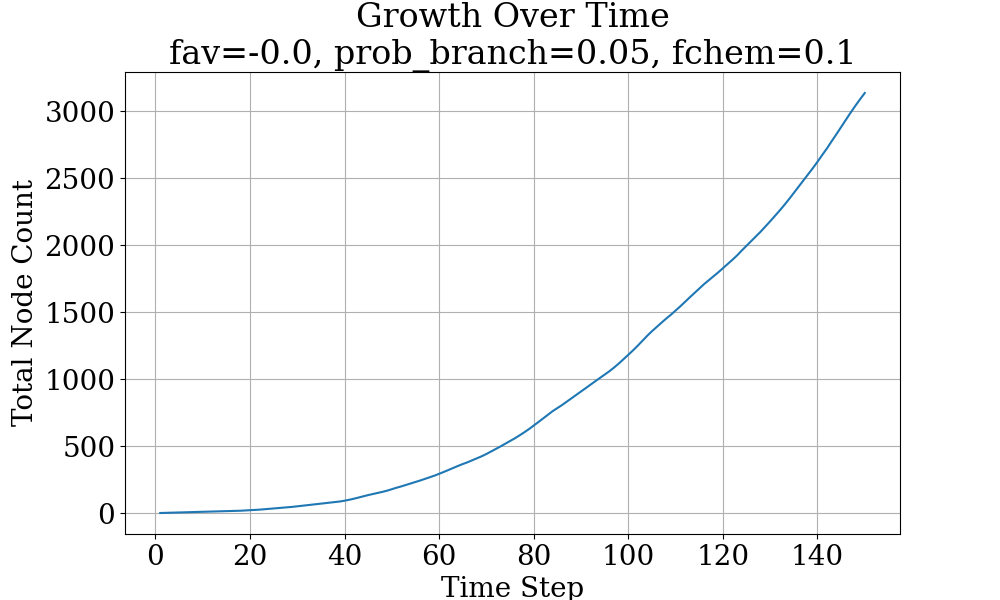 Growth Over Time
fav=-0.0, prob_branch=0.05, fchem=0.1
3000
2500
2000
1500
1000
500
0
Total Node Count
0 20 40 60 80 100 120 140
Time Step